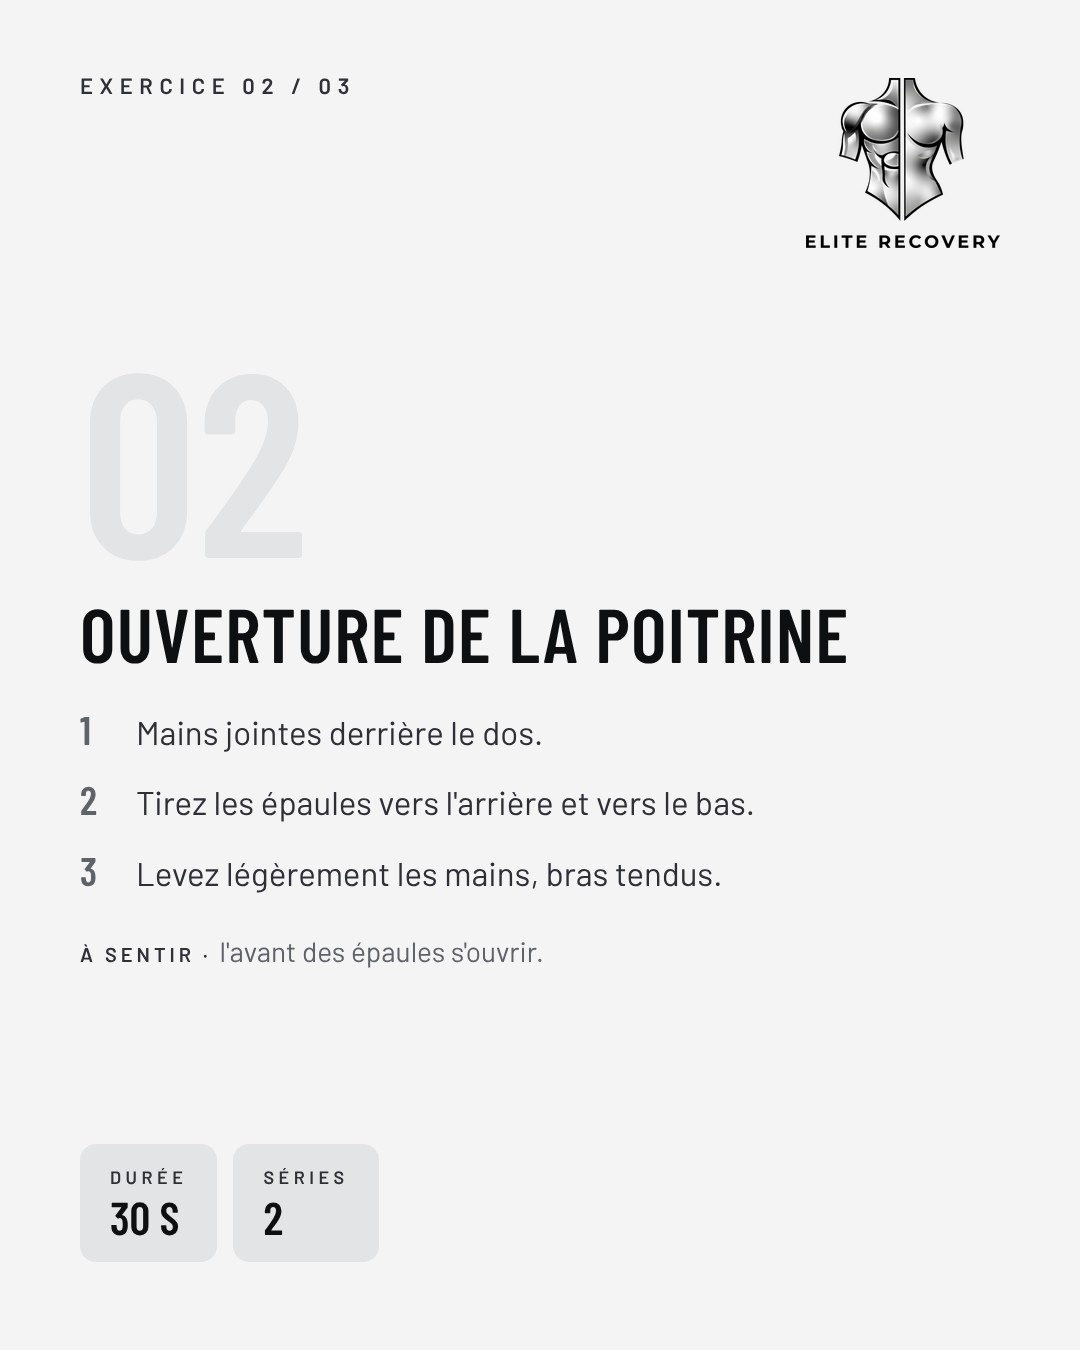 EXERCICE 02 / 03
ELITE RECOVERY
02
OUVERTURE DE LA POITRINE
1 Mains jointes derrière le dos.
2 Tirez les épaules vers l'arrière et vers le bas.
3 Levez légèrement les mains, bras tendus.
À SENTIR · l'avant des épaules s'ouvrir.
DURÉE
30 S
SÉRIES
2